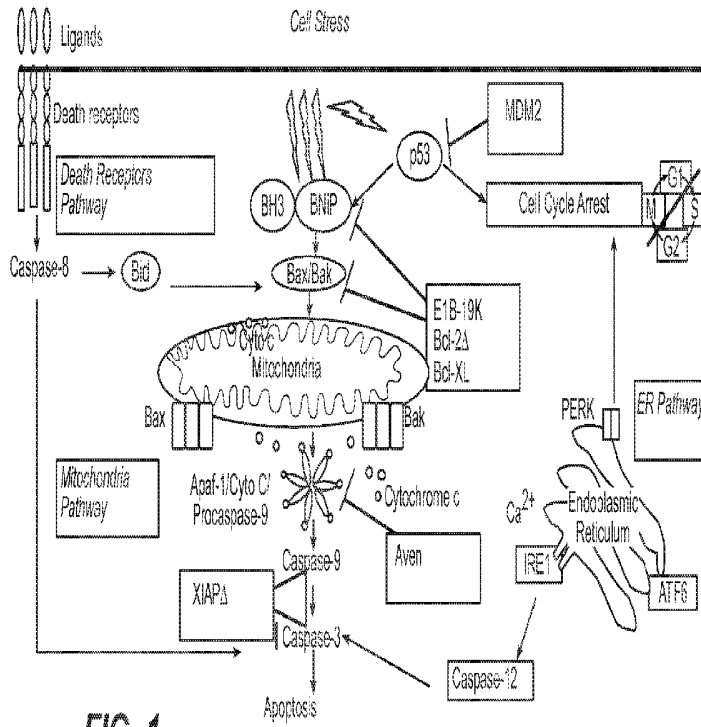 Ligands
Cell Stress
Death receptors
MDM2
p53
Death Receptors
Pathway
BH3
BNiP
Cell Cycle Arrest
M
G1
S
G2
Caspase-8
Bid
Bax/Bak
E1B-19K
Bcl-2Δ
Bcl-XL
Cyto c
Mitochondria
Bax
Bak
PERK
ER Pathway
Mitochondria
Pathway
Apaf-1/Cyto C/
Procaspase-9
Cytochrome c
Ca2+
Endoplasmic
Reticulum
Caspase-9
Aven
IRE1
ATF6
XIAPΔ
Caspase-3
Caspase-12
Apoptosis
FIG. 1